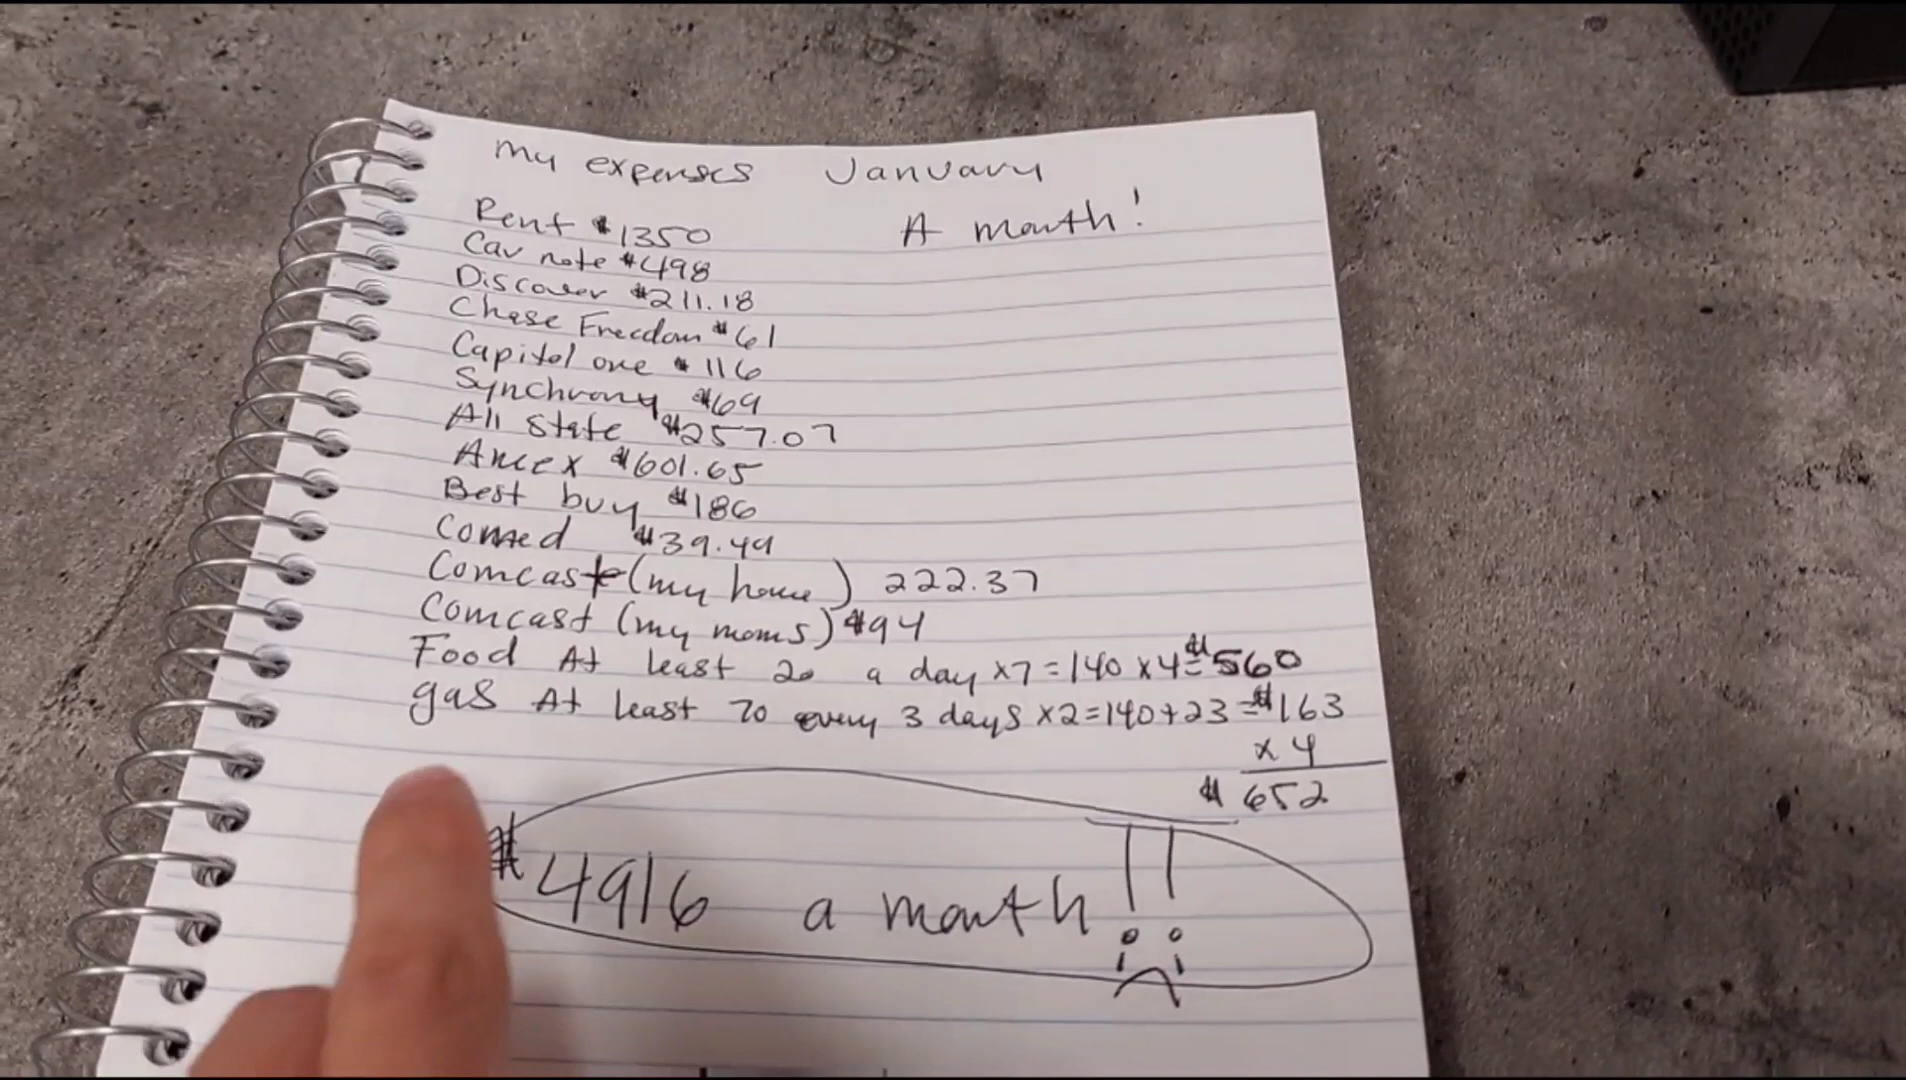 My expenses January
A month!
Rent $1350
Car note $498
Discover $211.18
Chase Freedom $61
Capitol one $116
Synchrony $69
All state $257.07
Amex $601.65
Best buy $186
Comed $39.49
Comcast (my house) 222.37
Comcast (my moms) $94
Food At least 20 a day x7=140 x4=$560
gas At least 70 every 3 days x2=140+23=$163
x 4
$652
$4916 a month!!